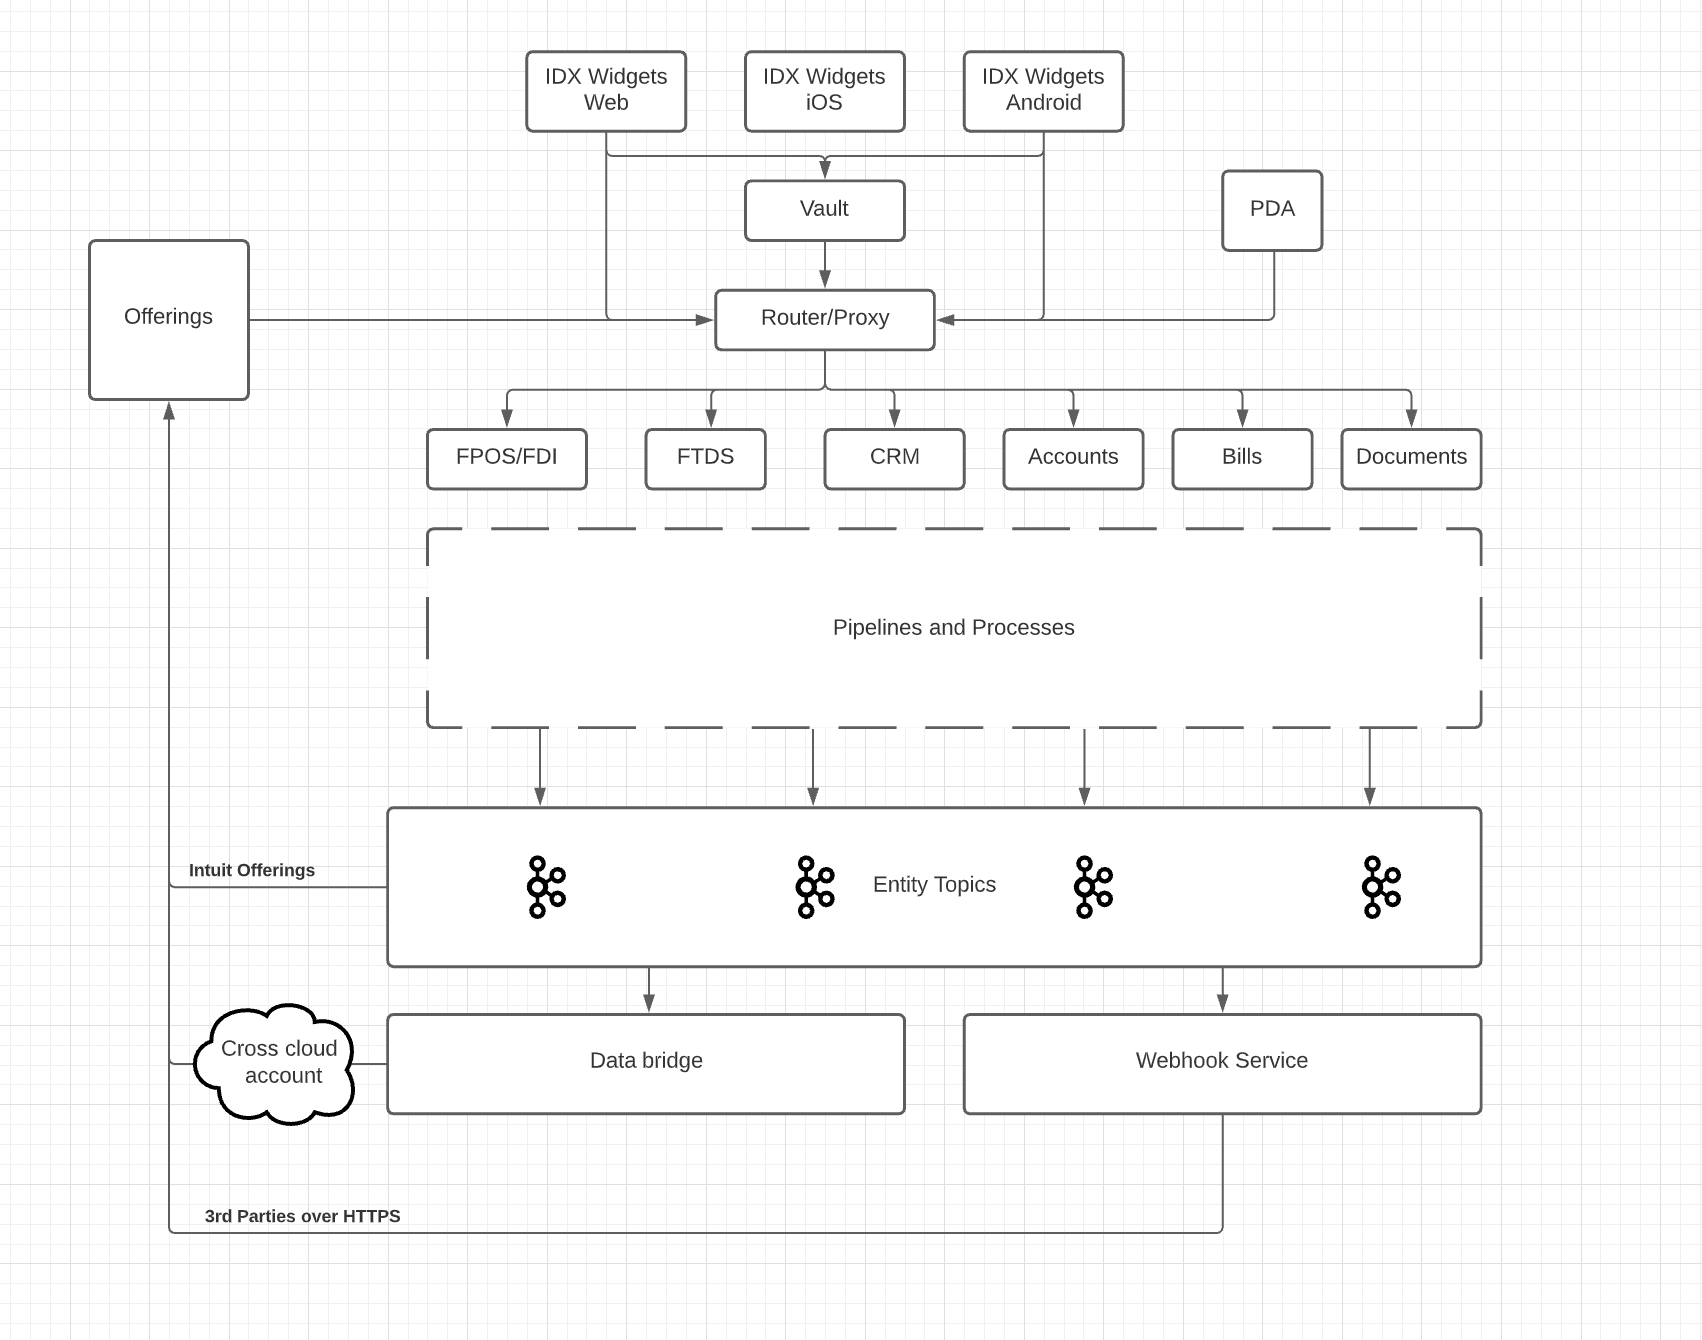 IDX Widgets
Web
IDX Widgets
iOS
IDX Widgets
Android
Vault
PDA
Offerings
Router/Proxy
FPOS/FDI
FTDS
CRM
Accounts
Bills
Documents
Pipelines and Processes
Intuit Offerings
Entity Topics
Cross cloud
account
Data bridge
Webhook Service
3rd Parties over HTTPS